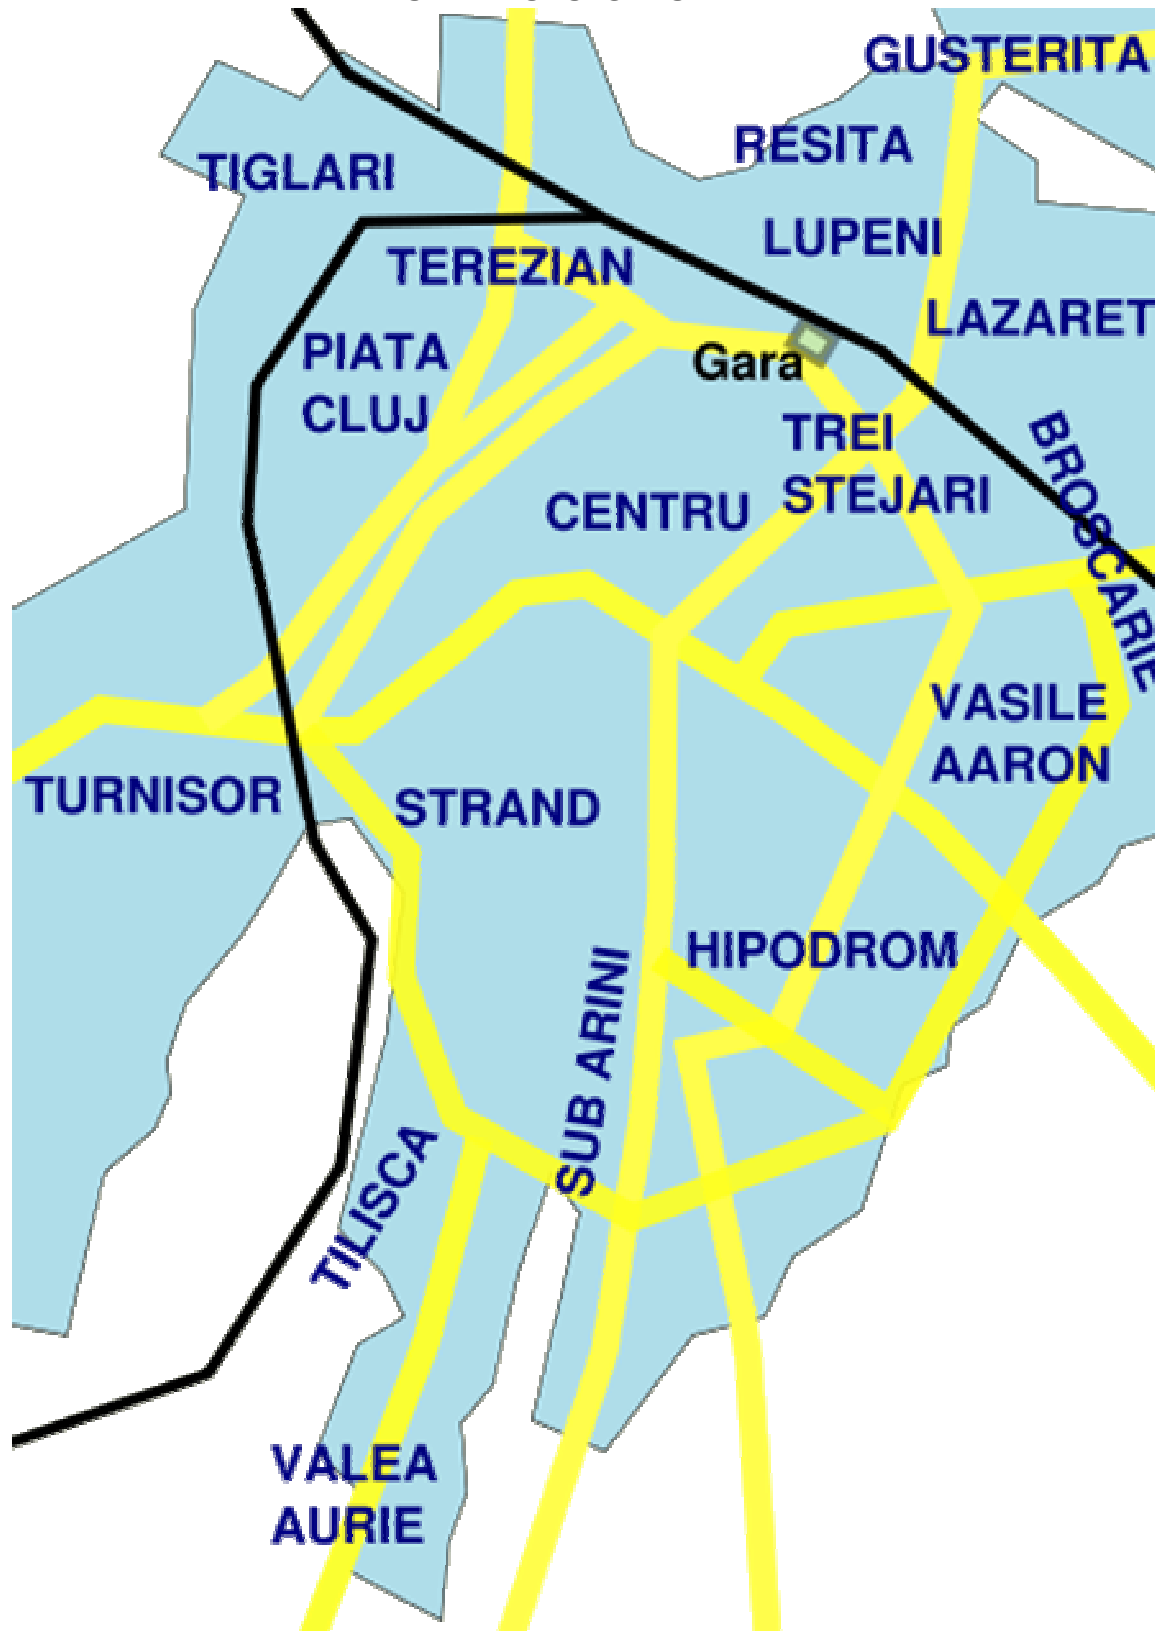 GUSTERITA
RESITA
TIGLARI
LUPENI
TEREZIAN
LAZARET
PIATA
CLUJ
Gara
TREI
STEJARI
BROSCARIE
CENTRU
VASILE
AARON
TURNISOR
STRAND
HIPODROM
SUB ARINI
TILISCA
VALEA
AURIE